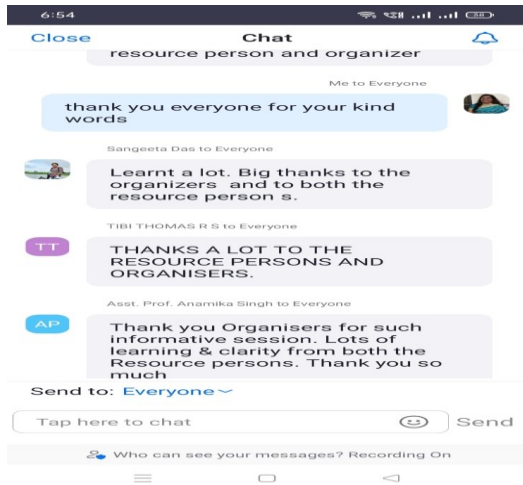 6:54
58
Close
Chat
resource person and organizer
Me to Everyone
thank you everyone for your kind
words
Sangeeta Das to Everyone
Learnt a lot. Big thanks to the
organizers and to both the
resource person s.
TIBI THOMAS R S to Everyone
TT
THANKS A LOT TO THE
RESOURCE PERSONS AND
ORGANISERS.
Asst. Prof. Anamika Singh to Everyone
AP
Thank you Organisers for such
informative session. Lots of
learning & clarity from both the
Resource persons. Thank you so
much
Send to: Everyone
Tap here to chat
Send
Who can see your messages? Recording On